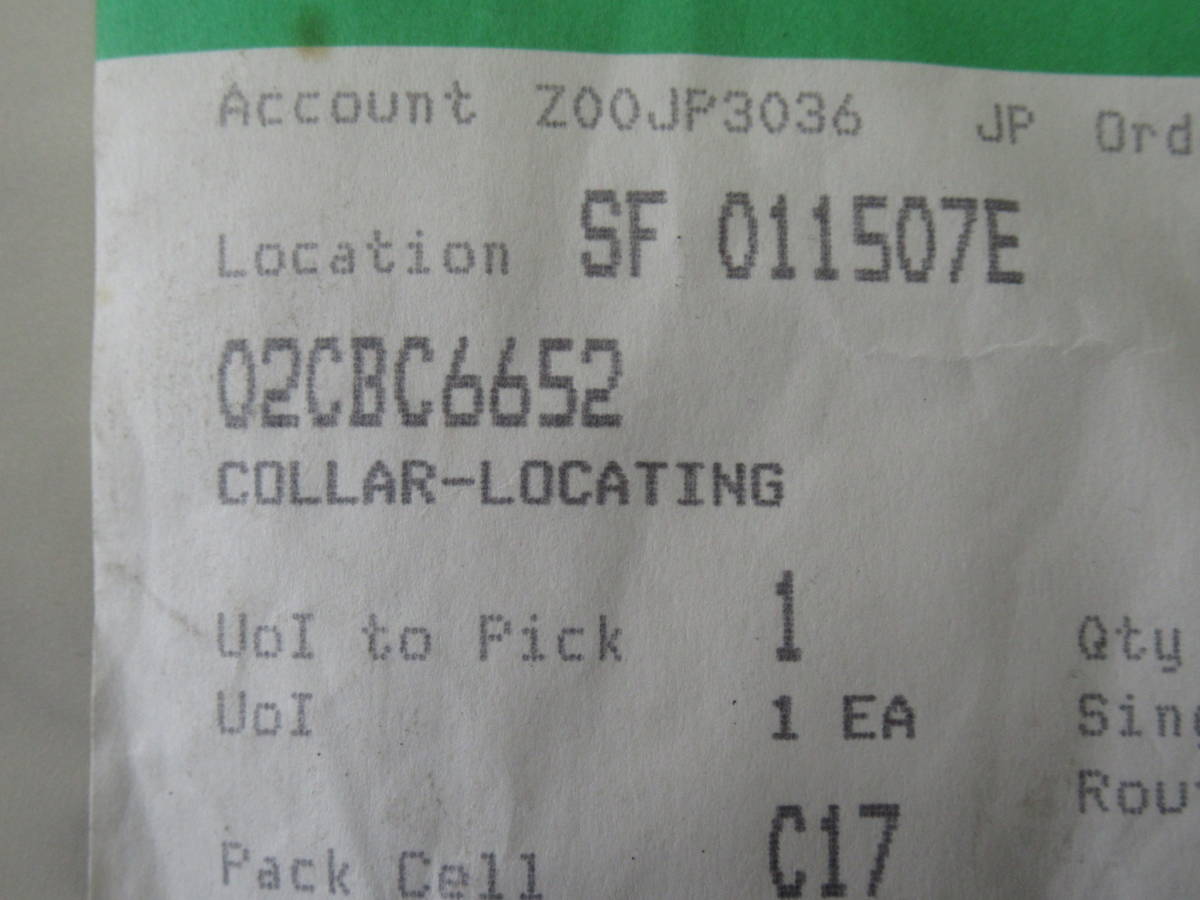 Account Z00JP3036 JP Ord
Location SF 011507E
02CBC6652
COLLAR-LOCATING
UoI to Pick 1 Qty
UoI 1 EA Sing
Rou
Pack Cell C17